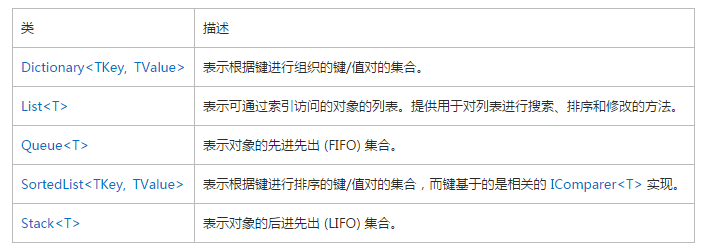 类 描述
Dictionary<TKey, TValue> 表示根据键进行组织的键/值对的集合。
List<T> 表示可通过索引访问的对象的列表。提供用于对列表进行搜索、排序和修改的方法。
Queue<T> 表示对象的先进先出 (FIFO) 集合。
SortedList<TKey, TValue> 表示根据键进行排序的键/值对的集合，而键基于的是相关的 IComparer<T> 实现。
Stack<T> 表示对象的后进先出 (LIFO) 集合。